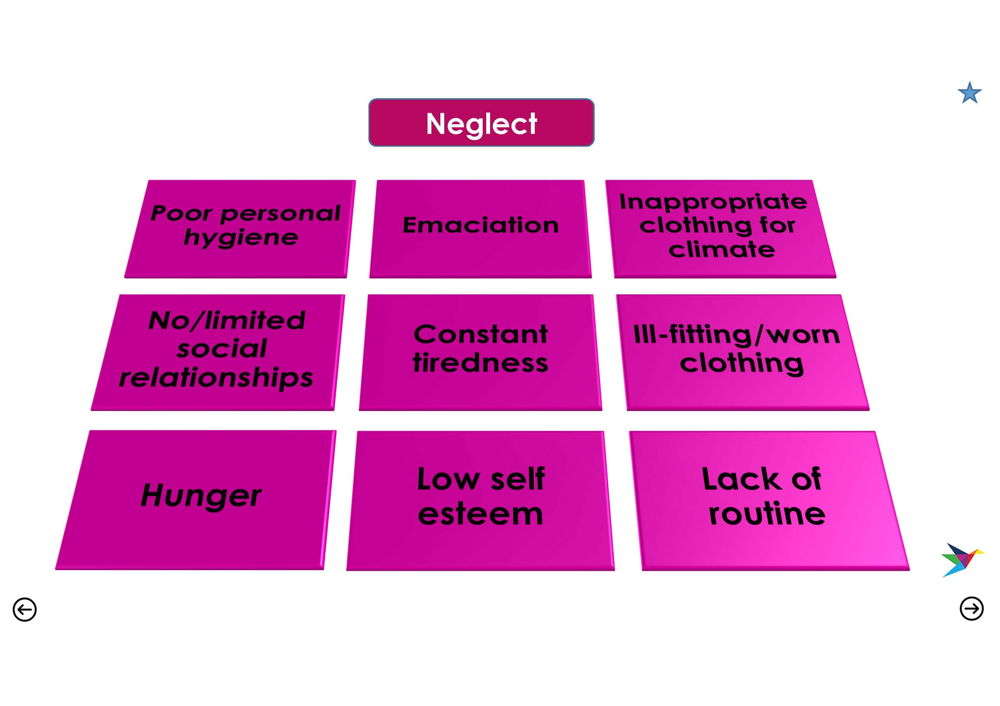 Neglect
Poor personal
hygiene
Emaciation
Inappropriate
clothing for
climate
No/limited
social
relationships
Constant
tiredness
Ill-fitting/worn
clothing
Hunger
Low self
esteem
Lack of
routine